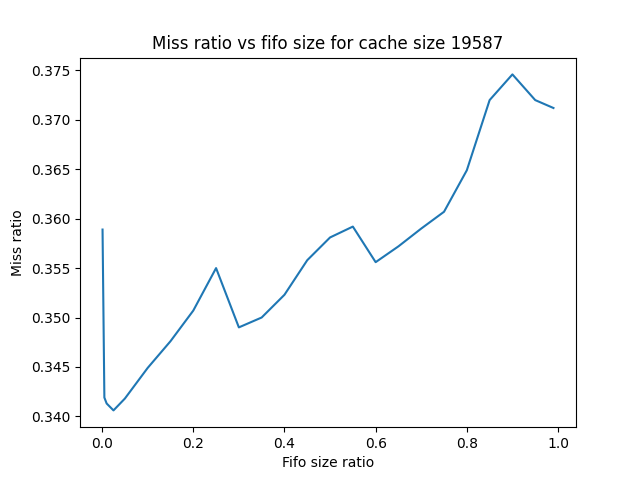 Miss ratio vs fifo size for cache size 19587
0.375
0.370
0.365
0.360
0.355
0.350
0.345
0.340
Miss ratio
0.0 0.2 0.4 0.6 0.8 1.0
Fifo size ratio